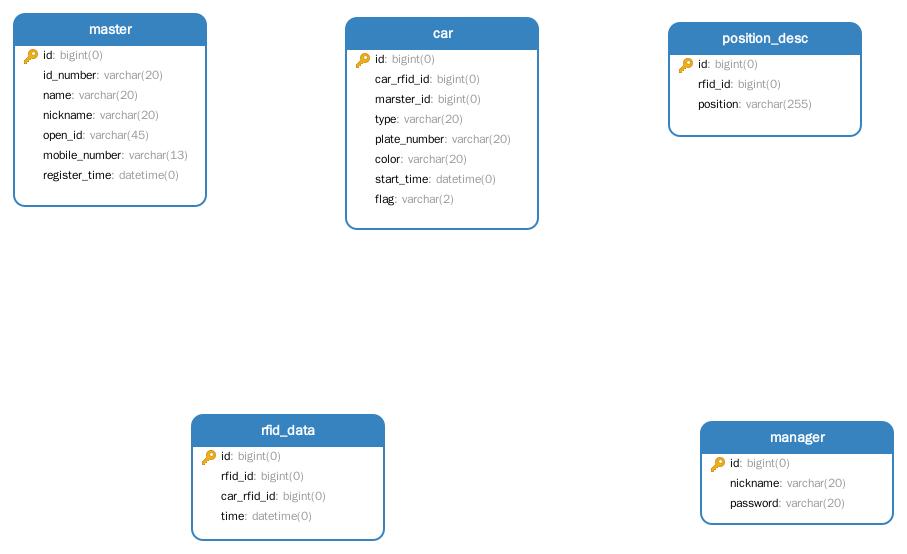 master
id: bigint(0)
id_number: varchar(20)
name: varchar(20)
nickname: varchar(20)
open_id: varchar(45)
mobile_number: varchar(13)
register_time: datetime(0)
car
id: bigint(0)
car_rfid_id: bigint(0)
marster_id: bigint(0)
type: varchar(20)
plate_number: varchar(20)
color: varchar(20)
start_time: datetime(0)
flag: varchar(2)
position_desc
id: bigint(0)
rfid_id: bigint(0)
position: varchar(255)
rfid_data
id: bigint(0)
rfid_id: bigint(0)
car_rfid_id: bigint(0)
time: datetime(0)
manager
id: bigint(0)
nickname: varchar(20)
password: varchar(20)